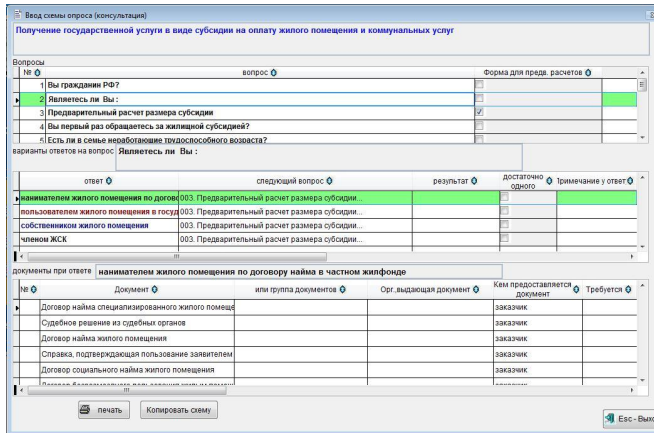 Ввод схемы опроса (консультация)
Получение государственной услуги в виде субсидии на оплату жилого помещения и коммунальных услуг
Вопросы
№ вопрос Форма для предв. расчетов
1 Вы гражданин РФ?
2 Являетесь ли Вы :
3 Предварительный расчет размера субсидии
4 Вы первый раз обращаетесь за жилищной субсидией?
5 Есть ли в семье неработающие трудоспособного возраста?
варианты ответов на вопрос Являетесь ли Вы :
ответ следующий вопрос результат достаточно одного Примечание у ответ
нанимателем жилого помещения по догово 003. Предварительный расчет размера субсидии...
пользователем жилого помещения в госуд 003. Предварительный расчет размера субсидии...
собственником жилого помещения 003. Предварительный расчет размера субсидии...
членом ЖСК 003. Предварительный расчет размера субсидии...
документы при ответе нанимателем жилого помещения по договору найма в частном жилфонде
№ Документ или группа документов Орг.,выдающая документ Кем предоставляется документ Требуется
Договор найма специализированного жилого помеще заказчик
Судебное решение из судебных органов заказчик
Договор найма жилого помещения заказчик
Справка, подтверждающая пользование заявителем заказчик
Договор социального найма жилого помещения заказчик
печать Копировать схему
Esc - Вых